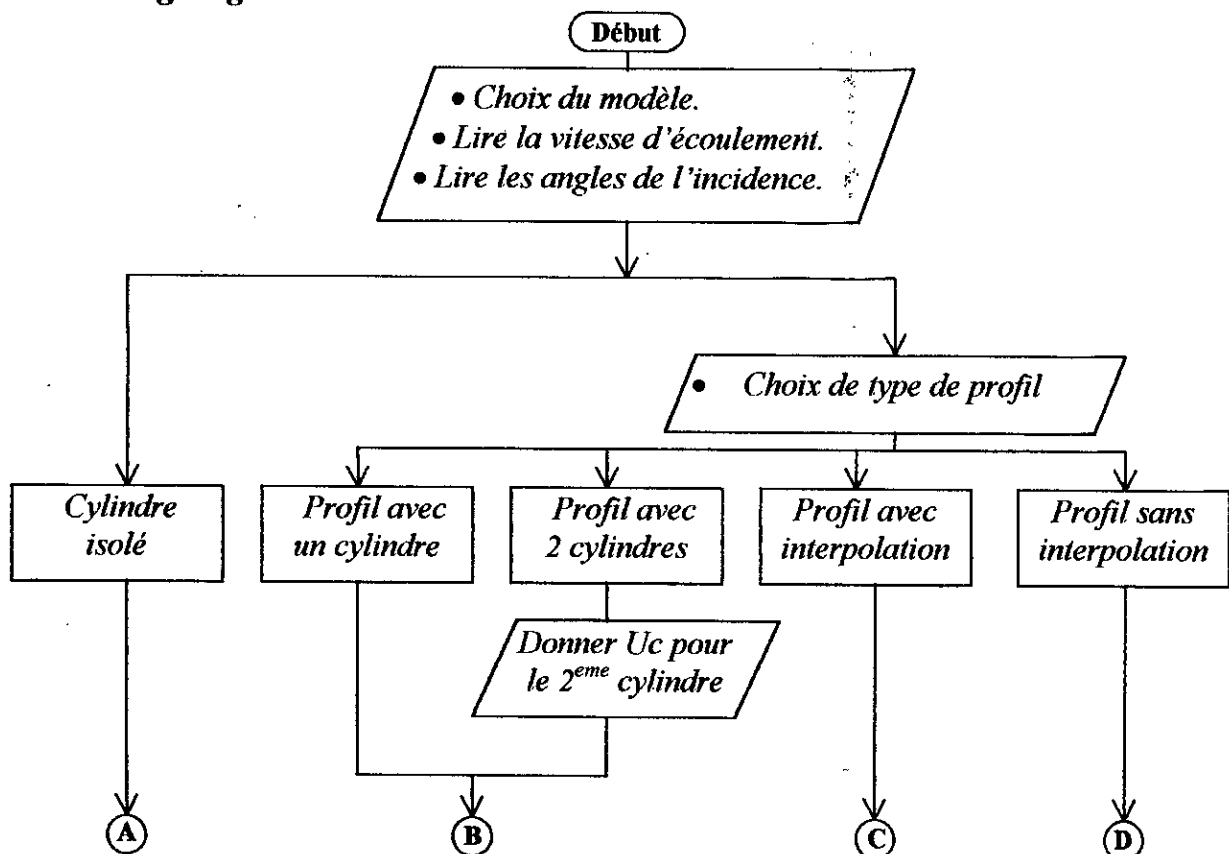 Début
• Choix du modèle.
• Lire la vitesse d'écoulement.
• Lire les angles de l'incidence.
• Choix de type de profil
Cylindre
isolé
Profil avec
un cylindre
Profil avec
2 cylindres
Profil avec
interpolation
Profil sans
interpolation
Donner Uc pour
le 2eme cylindre
A
B
C
D